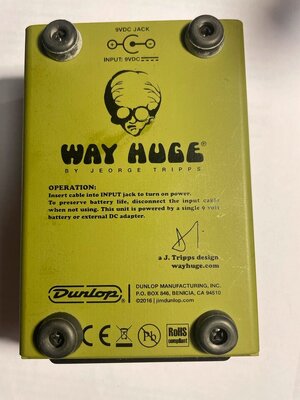 9VDC JACK
INPUT: 9VDC
WAY HUGE®
BY JEORGE TRIPPS
OPERATION:
Insert cable into INPUT jack to turn on power.
To preserve battery life, disconnect the input cable
when not using. This unit is powered by a single 9 volt
battery or external DC adapter.
a J. Tripps design
wayhuge.com
Dunlop®
DUNLOP MANUFACTURING, INC.
P.O. BOX 846, BENICIA, CA 94510
©2016 | jimdunlop.com
CE
Pb
RoHS
compliant